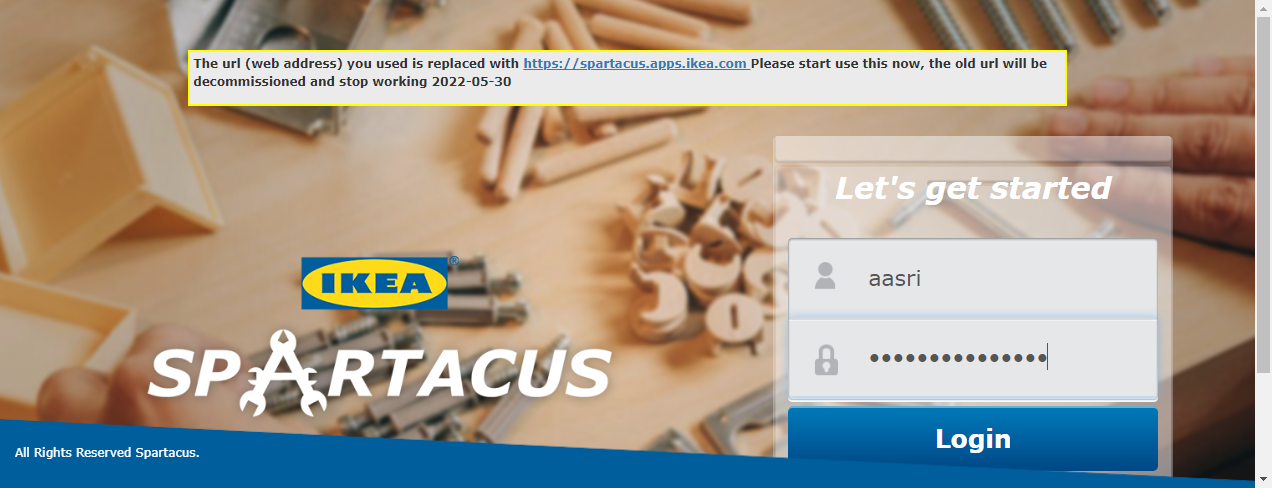 The url (web address) you used is replaced with https://spartacus.apps.ikea.com Please start use this now, the old url will be
decommissioned and stop working 2022-05-30
Let's get started
aasri
IKEA®
SPARTACUS
Login
All Rights Reserved Spartacus.